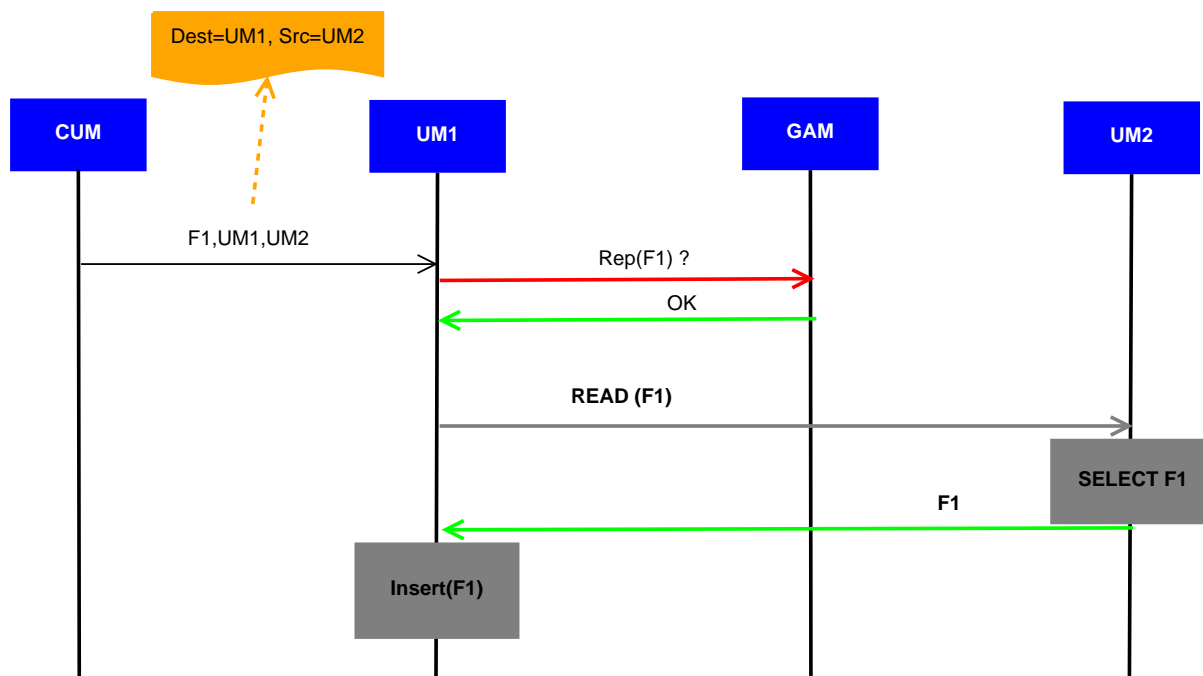 Dest=UM1, Src=UM2
CUM
UM1
GAM
UM2
F1,UM1,UM2
Rep(F1) ?
OK
READ (F1)
SELECT F1
F1
Insert(F1)